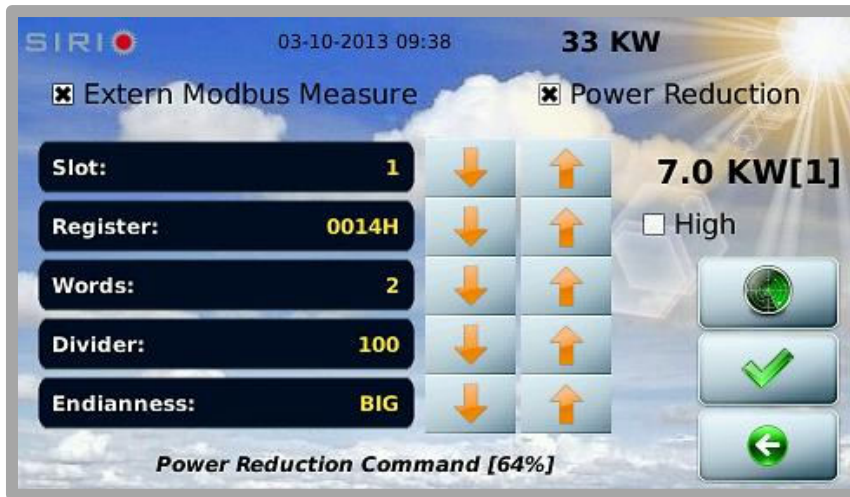 SIRIO 03-10-2013 09:38 33 KW
Extern Modbus Measure Power Reduction
Slot: 1 7.0 KW[1]
Register: 0014H High
Words: 2
Divider: 100
Endianness: BIG
Power Reduction Command [64%]